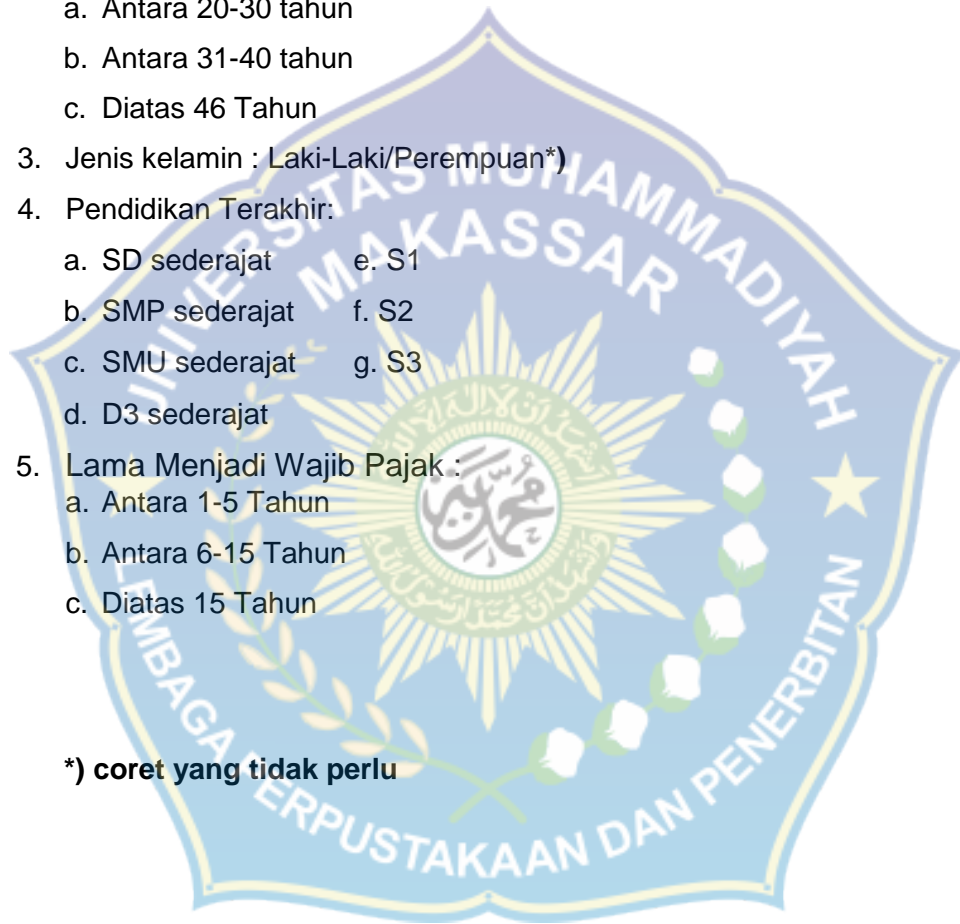 a. Antara 20-30 tahun
b. Antara 31-40 tahun
c. Diatas 46 Tahun
3. Jenis kelamin : Laki-Laki/Perempuan*)
4. Pendidikan Terakhir:
a. SD sederajat e. S1
b. SMP sederajat f. S2
c. SMU sederajat g. S3
d. D3 sederajat
5. Lama Menjadi Wajib Pajak :
a. Antara 1-5 Tahun
b. Antara 6-15 Tahun
c. Diatas 15 Tahun
*) coret yang tidak perlu
UNIVERSITAS MUHAMMADIYAH
MAKASSAR
LEMBAGA PERPUSTAKAAN DAN PENERBITAN